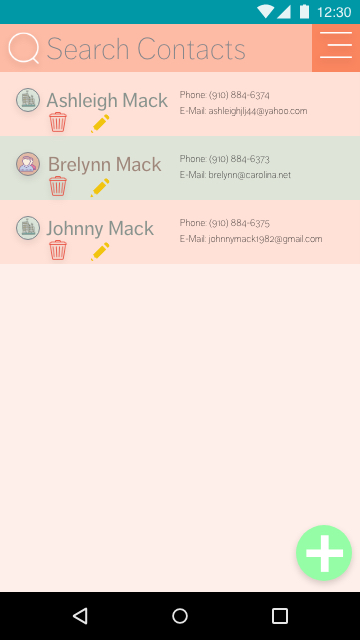 12:30
Search Contacts
Ashleigh Mack
Phone: (910) 884-6374
E-Mail: ashleighjlj44@yahoo.com
Brelynn Mack
Phone: (910) 884-6373
E-Mail: brelynn@carolina.net
Johnny Mack
Phone: (910) 884-6375
E-Mail: johnnymack1982@gmail.com